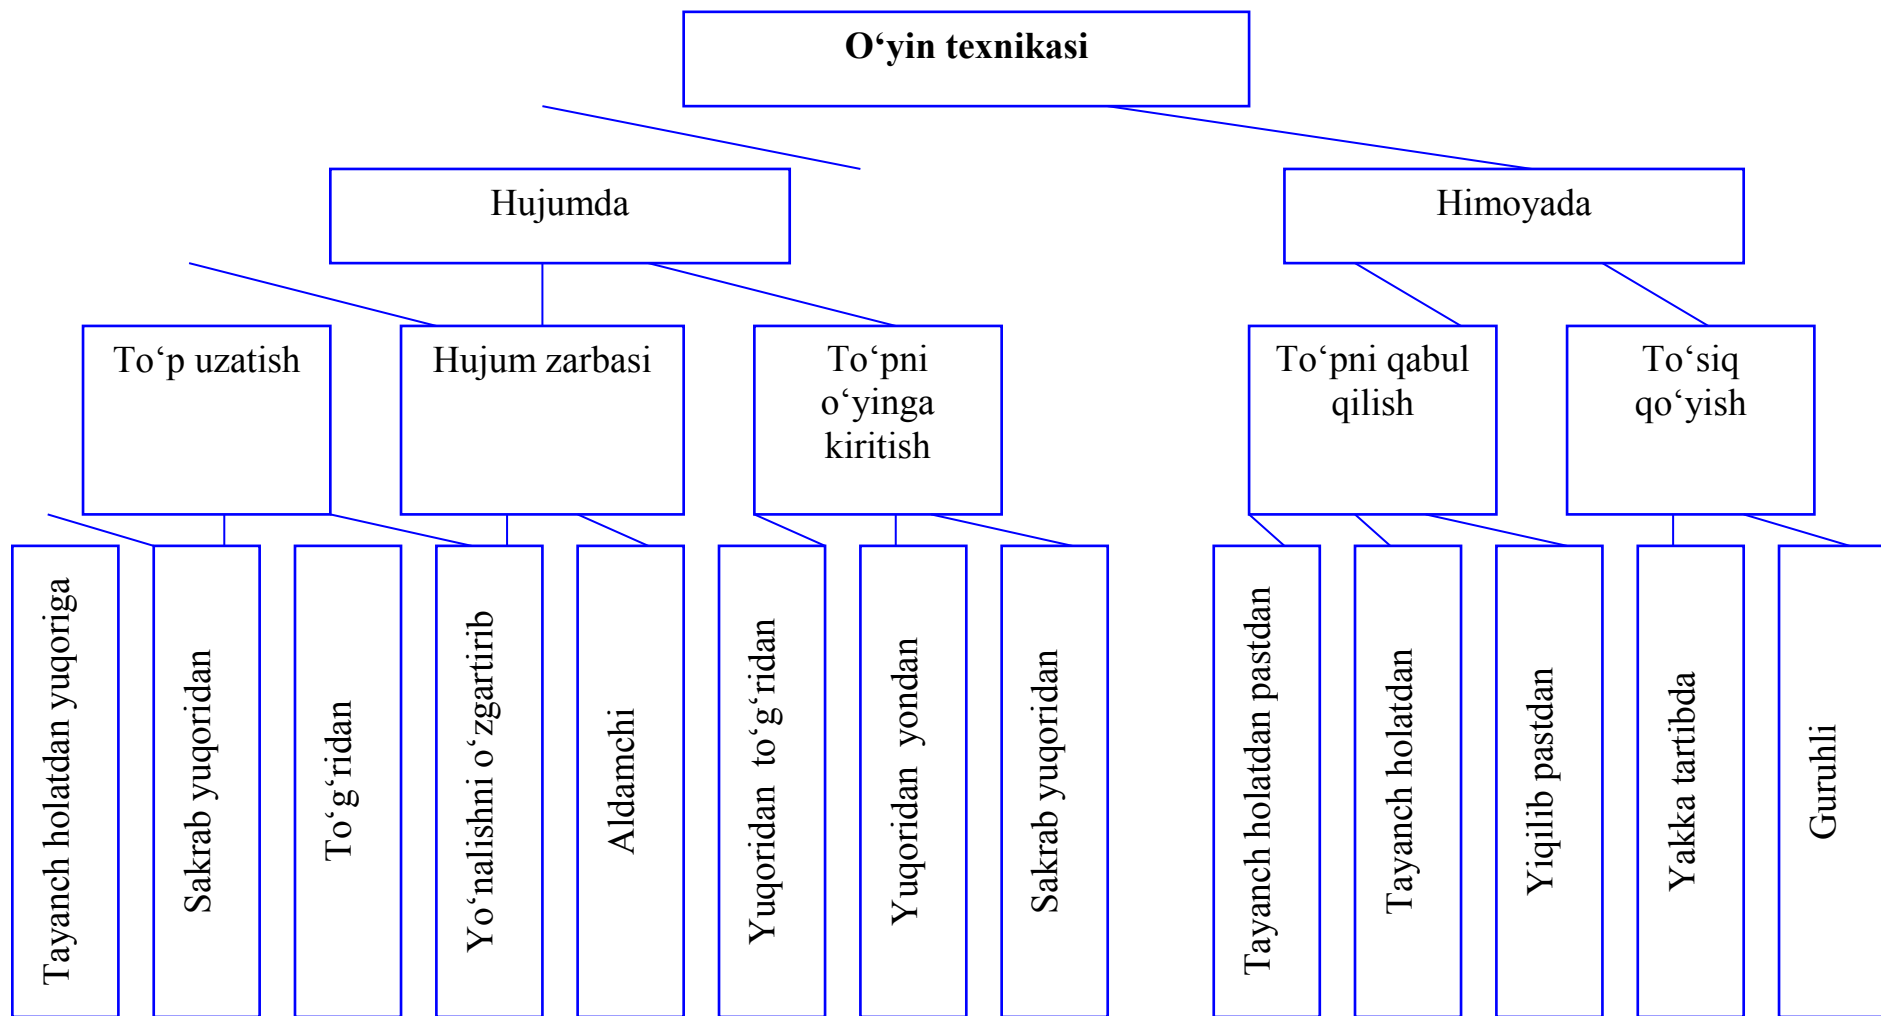 O‘yin texnikasi
Hujumda
Himoyada
To‘p uzatish
Hujum zarbasi
To‘pni
o‘yinga
kiritish
To‘pni qabul
qilish
To‘siq
qo‘yish
Tayanch holatdan yuqoriga
Sakrab yuqoridan
To‘g‘ridan
Yo‘nalishni o‘zgartirib
Aldamchi
Yuqoridan to‘g‘ridan
Yuqoridan yondan
Sakrab yuqoridan
Tayanch holatdan pastdan
Tayanch holatdan
Yiqilib pastdan
Yakka tartibda
Guruhli